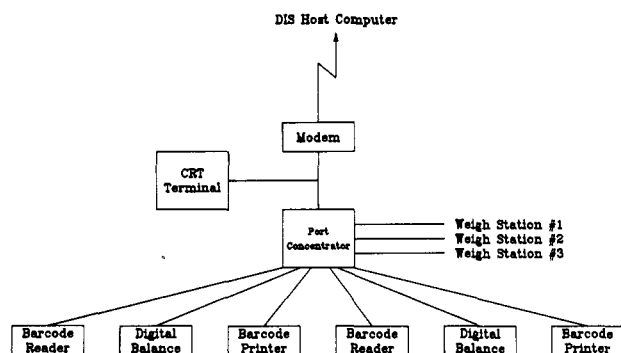 DIS Host Computer
Modem
CRT
Terminal
Port
Concentrator
Weigh Station #1
Weigh Station #2
Weigh Station #3
Barcode
Reader
Digital
Balance
Barcode
Printer
Barcode
Reader
Digital
Balance
Barcode
Printer